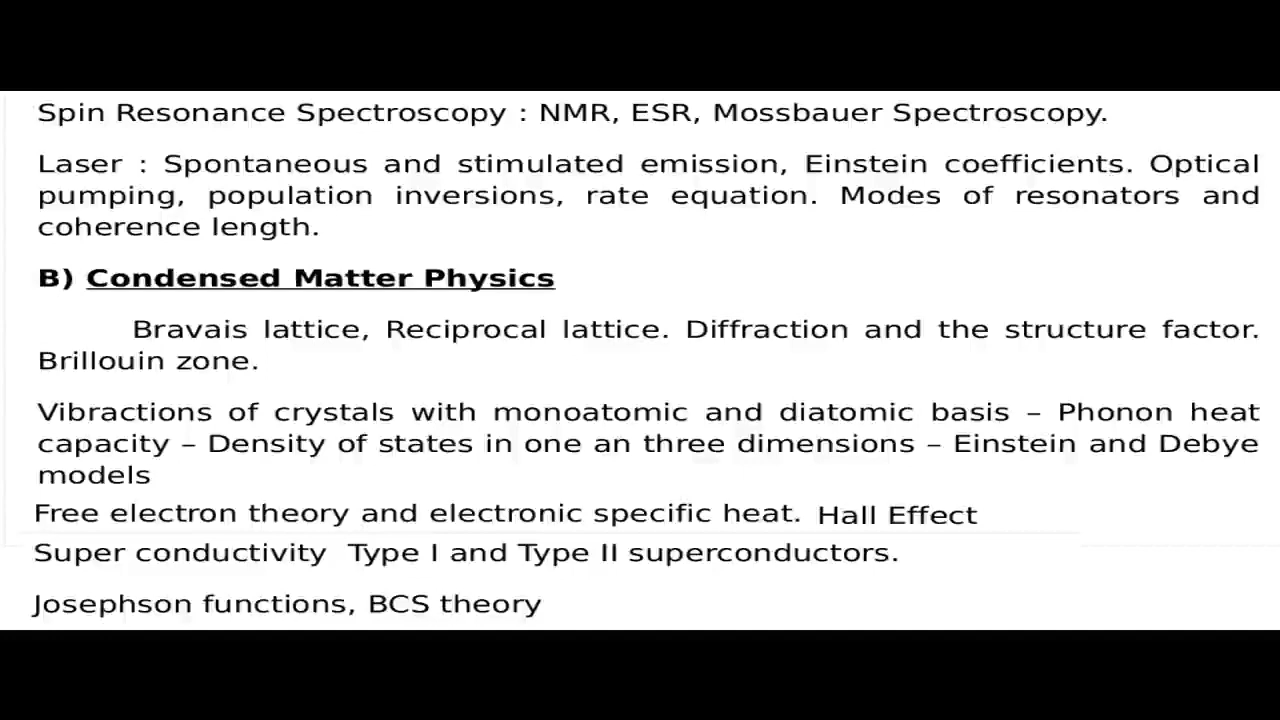 Spin Resonance Spectroscopy : NMR, ESR, Mossbauer Spectroscopy.
Laser : Spontaneous and stimulated emission, Einstein coefficients. Optical
pumping, population inversions, rate equation. Modes of resonators and
coherence length.
B) Condensed Matter Physics
Bravais lattice, Reciprocal lattice. Diffraction and the structure factor.
Brillouin zone.
Vibractions of crystals with monoatomic and diatomic basis – Phonon heat
capacity – Density of states in one an three dimensions – Einstein and Debye
models
Free electron theory and electronic specific heat. Hall Effect
Super conductivity Type I and Type II superconductors.
Josephson functions, BCS theory